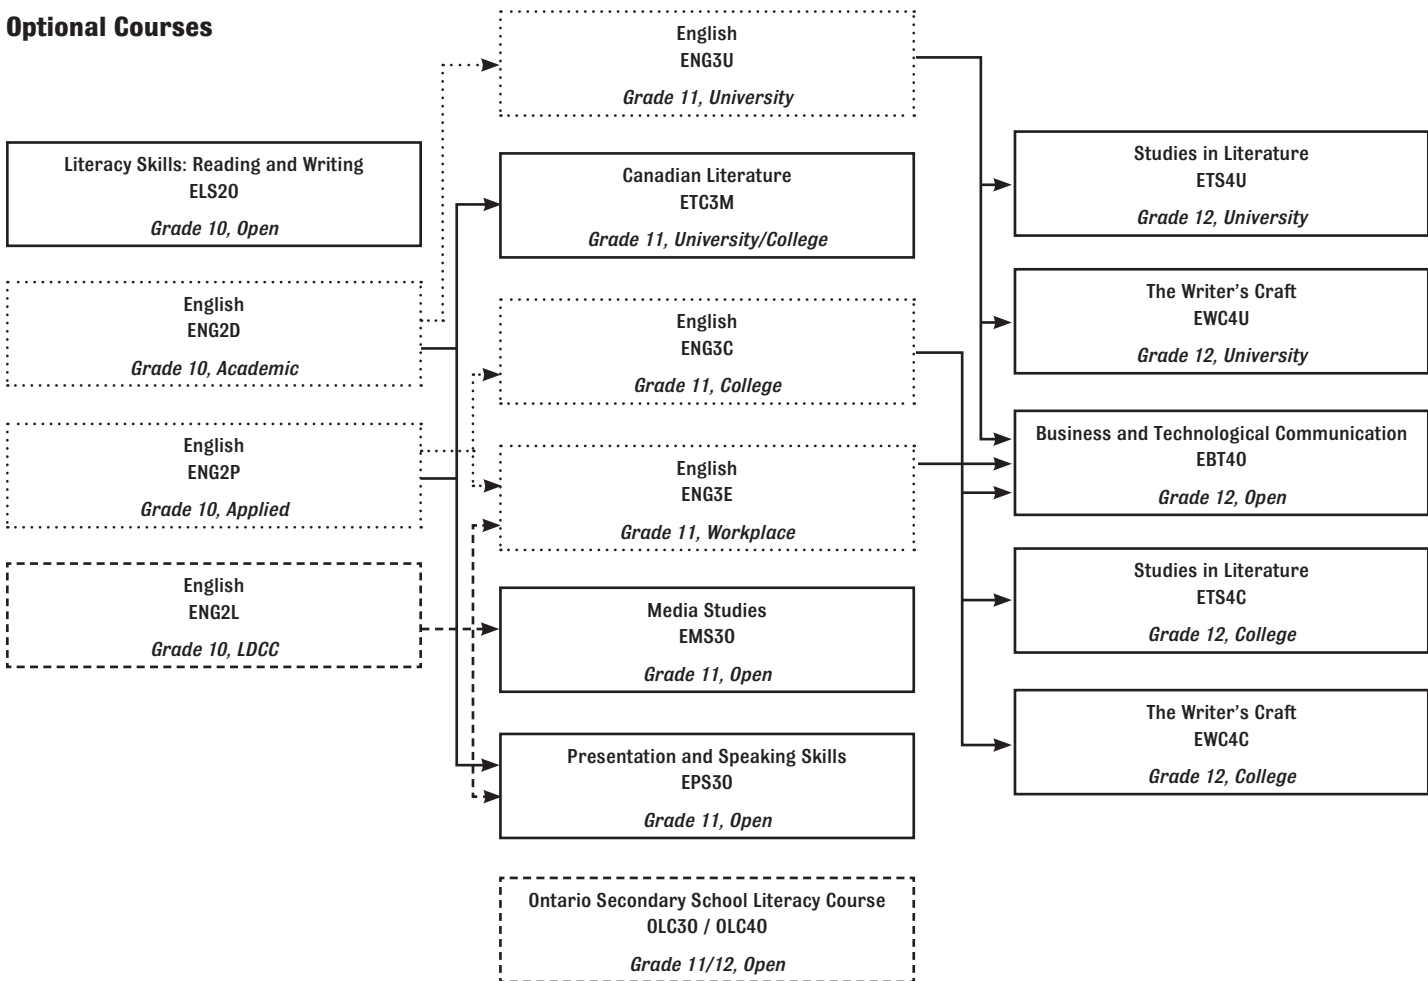 Optional Courses
Literacy Skills: Reading and Writing
ELS2O
Grade 10, Open
English
ENG2D
Grade 10, Academic
English
ENG2P
Grade 10, Applied
English
ENG2L
Grade 10, LDCC
English
ENG3U
Grade 11, University
Canadian Literature
ETC3M
Grade 11, University/College
English
ENG3C
Grade 11, College
English
ENG3E
Grade 11, Workplace
Media Studies
EMS3O
Grade 11, Open
Presentation and Speaking Skills
EPS3O
Grade 11, Open
Ontario Secondary School Literacy Course
OLC3O / OLC4O
Grade 11/12, Open
Studies in Literature
ETS4U
Grade 12, University
The Writer's Craft
EWC4U
Grade 12, University
Business and Technological Communication
EBT4O
Grade 12, Open
Studies in Literature
ETS4C
Grade 12, College
The Writer's Craft
EWC4C
Grade 12, College